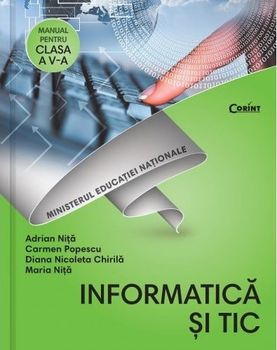 MANUAL PENTRU
CLASA
A V-A
CORINT
MINISTERUL EDUCAȚIEI NAȚIONALE
Adrian Niță
Carmen Popescu
Diana Nicoleta Chirilă
Maria Niță
INFORMATICĂ
ȘI TIC